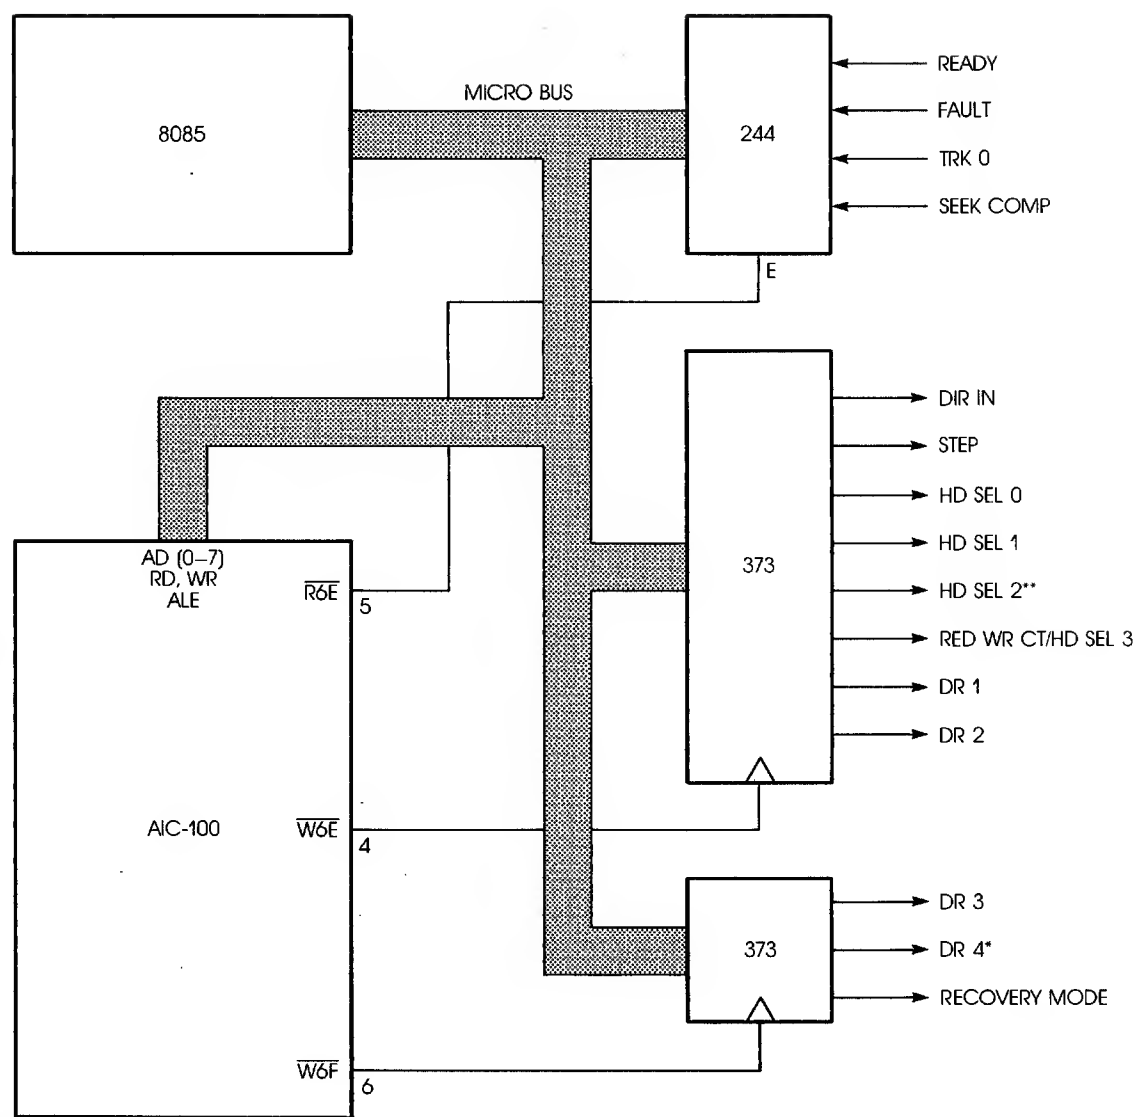 MICRO BUS
8085
244
READY
FAULT
TRK 0
SEEK COMP
E
AD (0–7)
RD, WR
ALE
R6E
5
373
DIR IN
STEP
HD SEL 0
HD SEL 1
HD SEL 2**
RED WR CT/HD SEL 3
DR 1
DR 2
AIC-100
W6E
4
373
DR 3
DR 4*
RECOVERY MODE
W6F
6